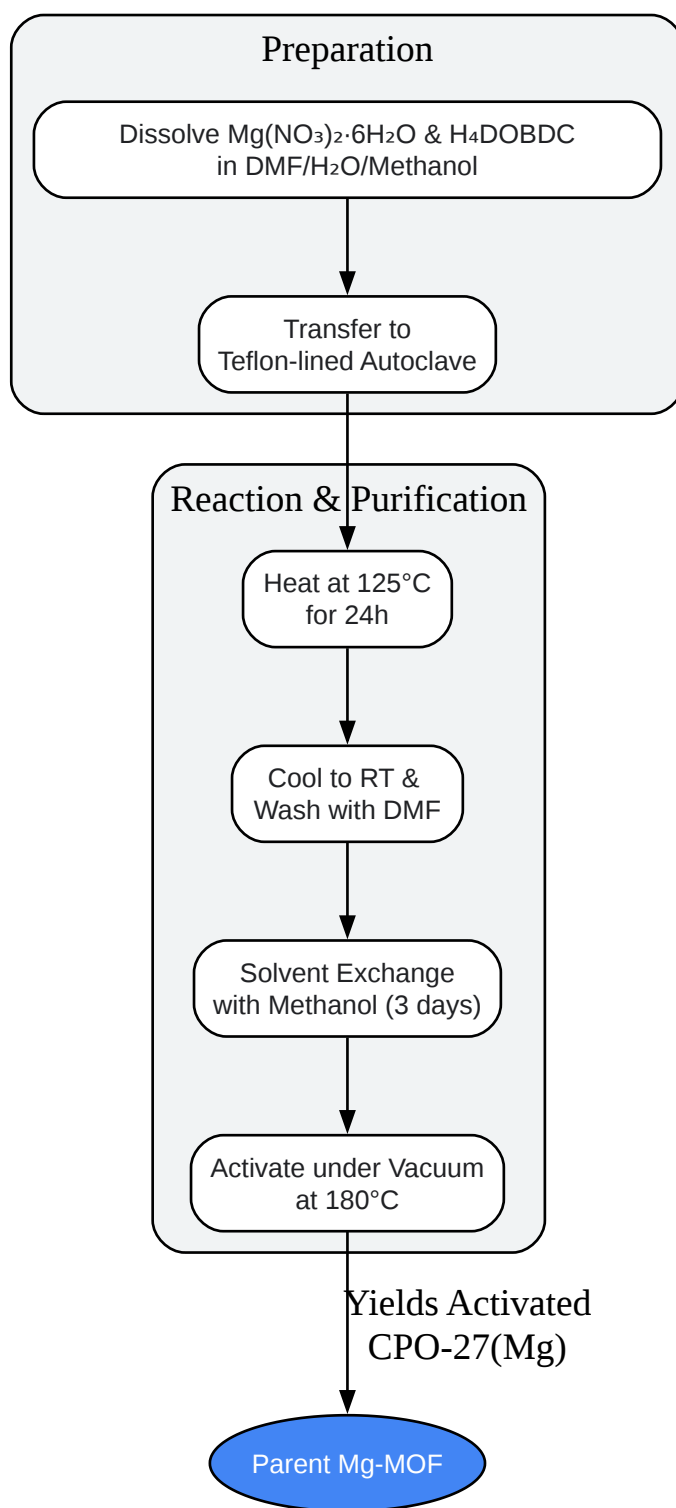 Preparation
Dissolve Mg(NO₃)₂·6H₂O & H₄DOBDC
in DMF/H₂O/Methanol
Transfer to
Teflon-lined Autoclave
Reaction & Purification
Heat at 125°C
for 24h
Cool to RT &
Wash with DMF
Solvent Exchange
with Methanol (3 days)
Activate under Vacuum
at 180°C
Yields Activated
CPO-27(Mg)
Parent Mg-MOF